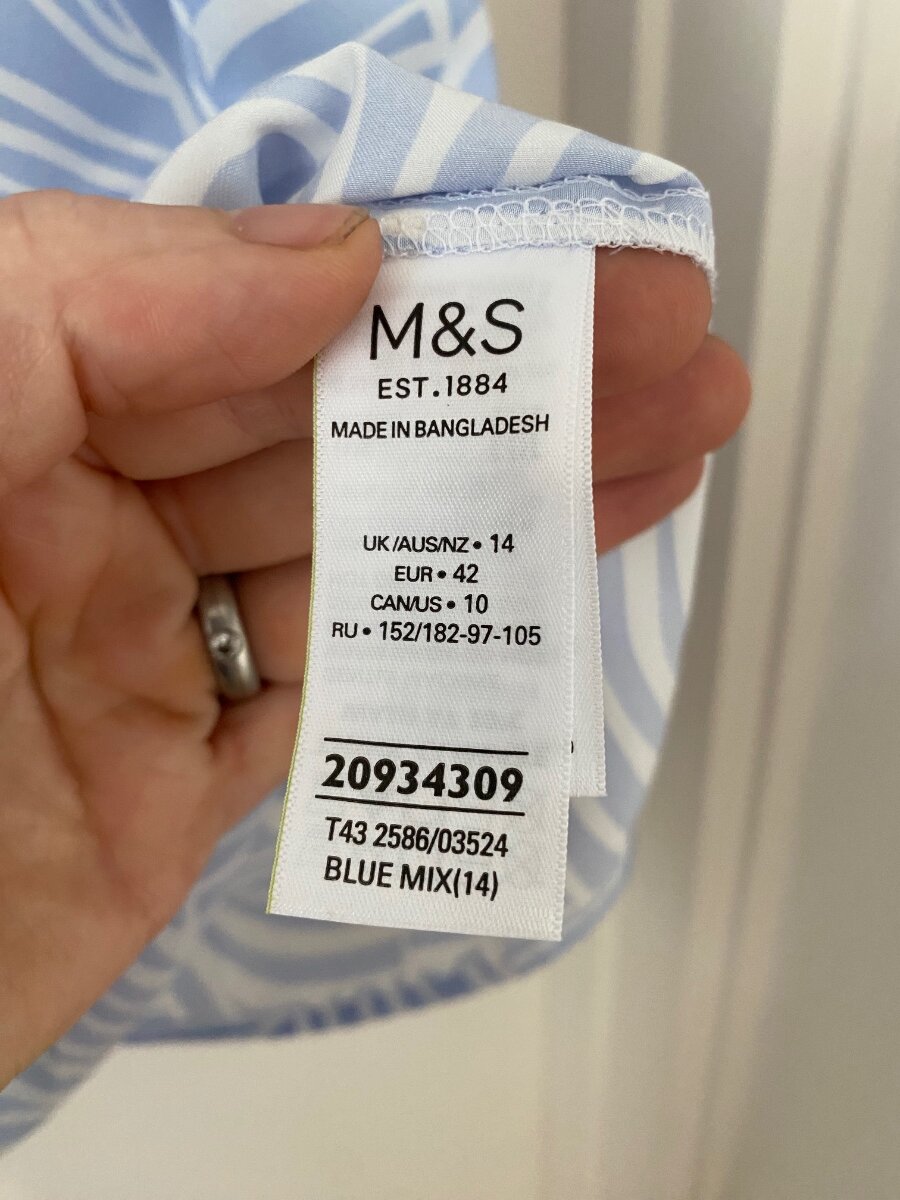 M&S
EST.1884
MADE IN BANGLADESH
UK/AUS/NZ • 14
EUR • 42
CAN/US • 10
RU • 152/182-97-105
20934309
T43 2586/03524
BLUE MIX(14)